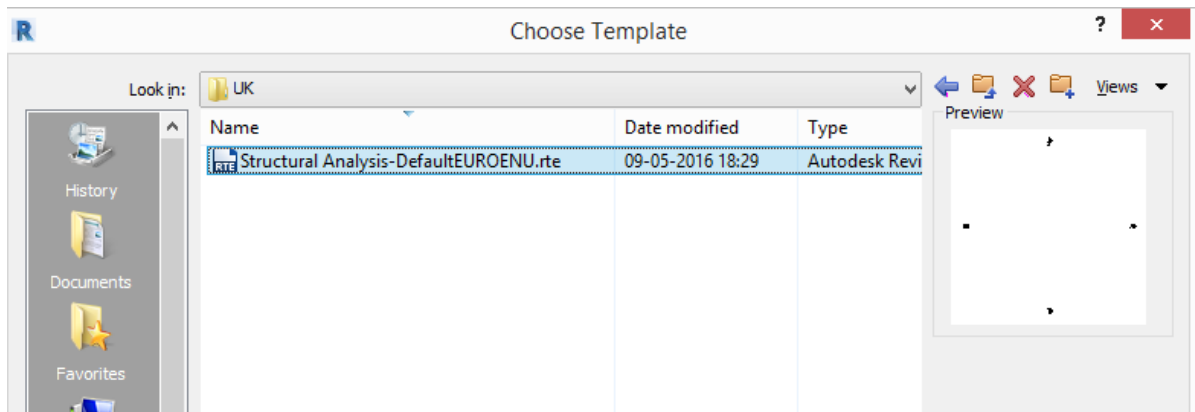 R
Choose Template
?
Look in:
UK
Views
Preview
Name
Date modified
Type
RTE
Structural Analysis-DefaultEUROENU.rte
09-05-2016 18:29
Autodesk Revi
History
Documents
Favorites